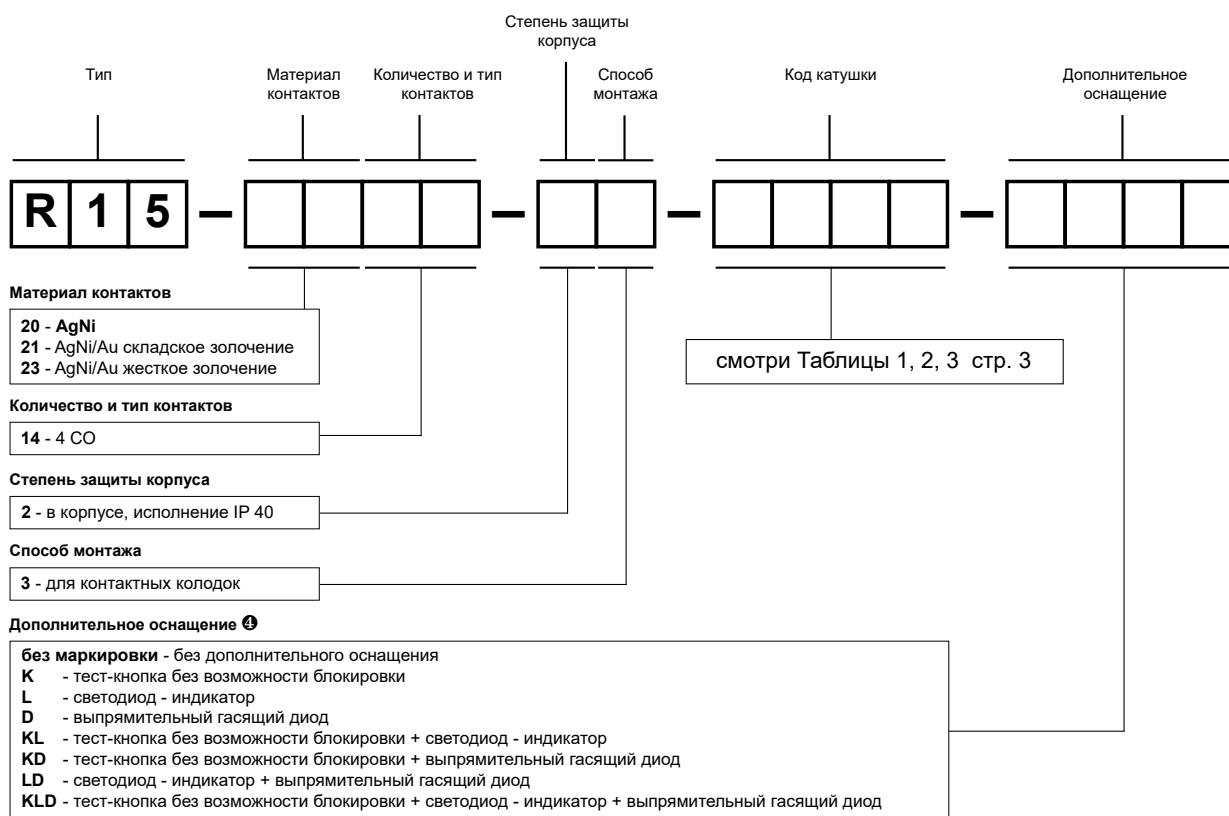 Степень защиты
корпуса
Тип
Материал
контактов
Количество и тип
контактов
Способ
монтажа
Код катушки
Дополнительное
оснащение
R 1 5 – – – –
Материал контактов
20 - AgNi
21 - AgNi/Au складское золочение
23 - AgNi/Au жесткое золочение
смотри Таблицы 1, 2, 3 стр. 3
Количество и тип контактов
14 - 4 CO
Степень защиты корпуса
2 - в корпусе, исполнение IP 40
Способ монтажа
3 - для контактных колодок
Дополнительное оснащение ❹
без маркировки - без дополнительного оснащения
K - тест-кнопка без возможности блокировки
L - светодиод - индикатор
D - выпрямительный гасящий диод
KL - тест-кнопка без возможности блокировки + светодиод - индикатор
KD - тест-кнопка без возможности блокировки + выпрямительный гасящий диод
LD - светодиод - индикатор + выпрямительный гасящий диод
KLD - тест-кнопка без возможности блокировки + светодиод - индикатор + выпрямительный гасящий диод